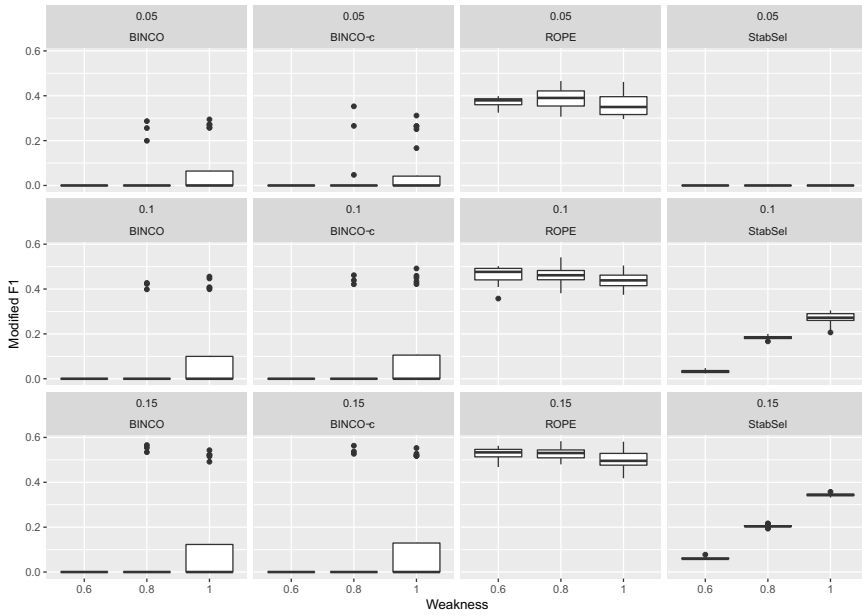 0.05 0.05 0.05 0.05
BINCO BINCO-c ROPE StabSel
0.6
0.4
0.2
0.0
0.1 0.1 0.1 0.1
BINCO BINCO-c ROPE StabSel
0.6
0.4
0.2
0.0
Modified F1
0.15 0.15 0.15 0.15
BINCO BINCO-c ROPE StabSel
0.6
0.4
0.2
0.0
0.6 0.8 1 0.6 0.8 1 0.6 0.8 1 0.6 0.8 1
Weakness